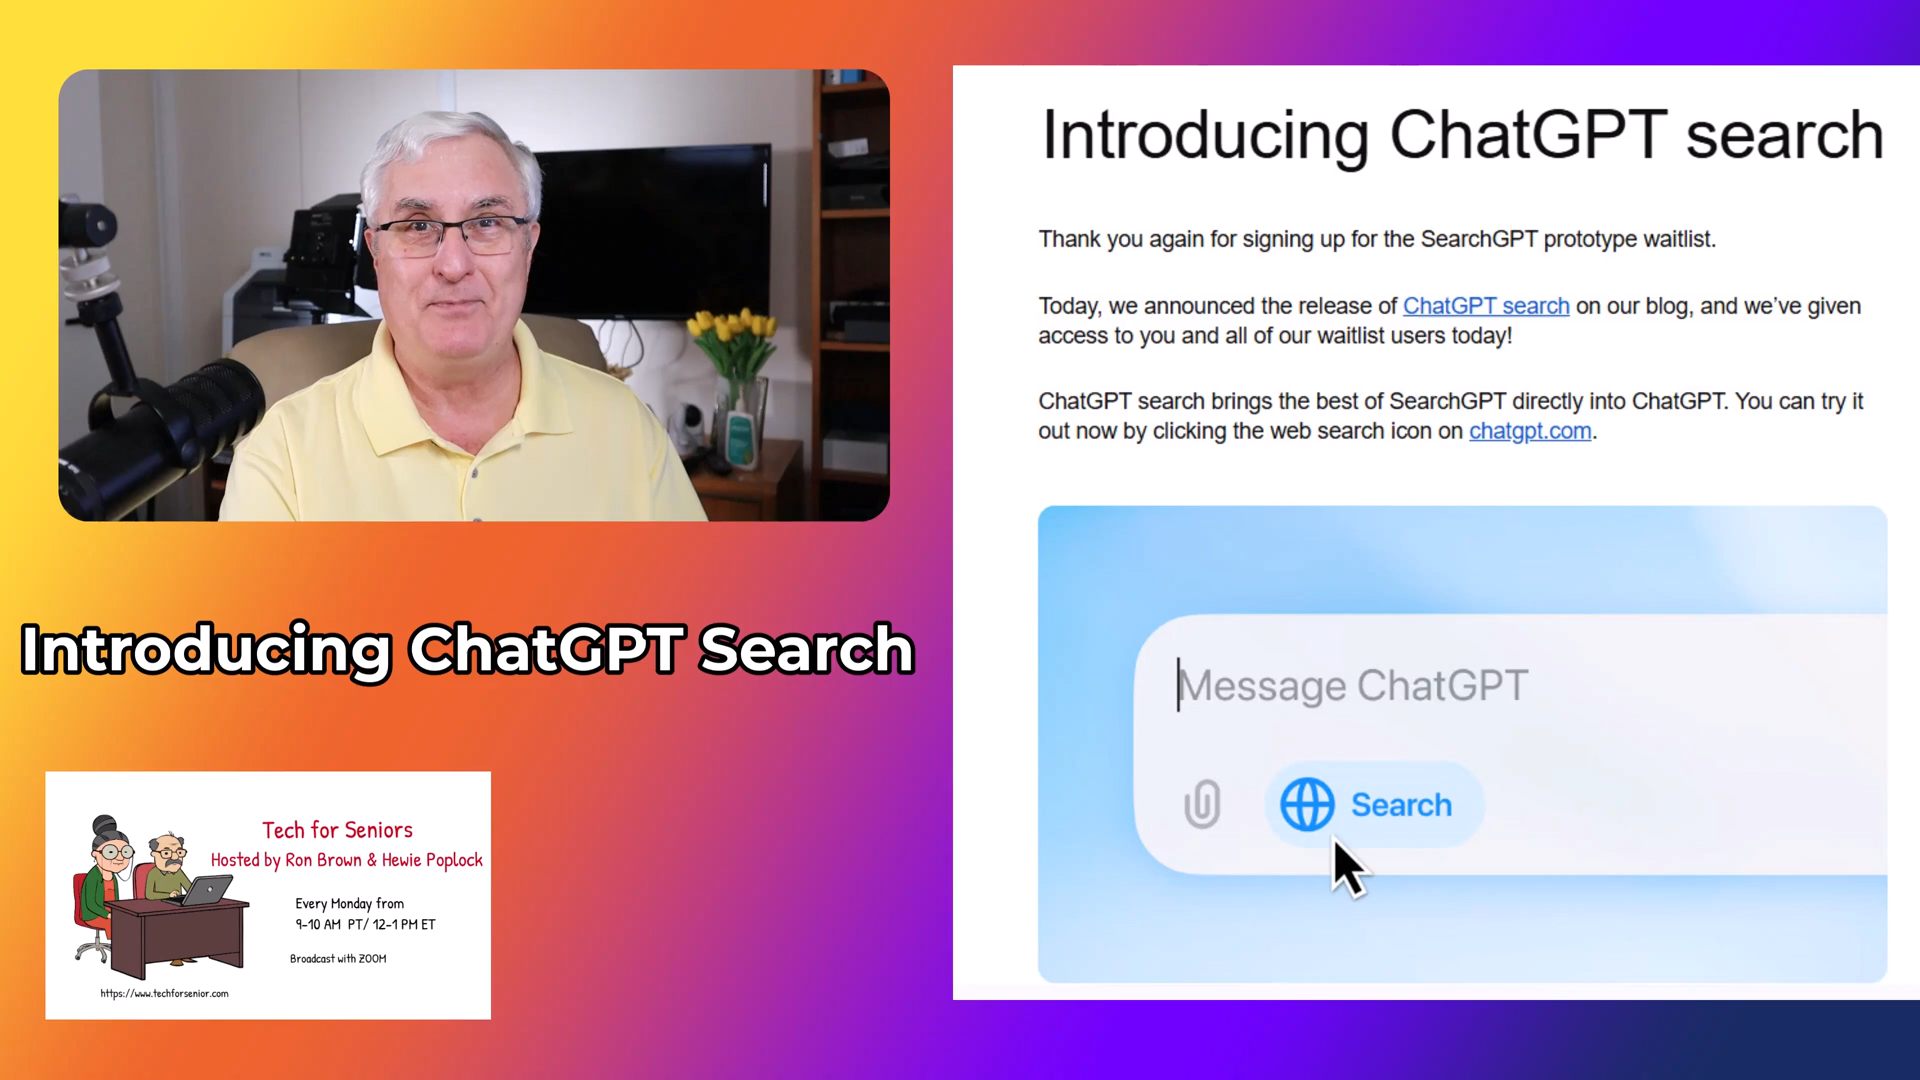 Introducing ChatGPT search
Thank you again for signing up for the SearchGPT prototype waitlist.
Today, we announced the release of ChatGPT search on our blog, and we've given
access to you and all of our waitlist users today!
ChatGPT search brings the best of SearchGPT directly into ChatGPT. You can try it
out now by clicking the web search icon on chatgpt.com.
Message ChatGPT
Search
Introducing ChatGPT Search
Tech for Seniors
Hosted by Ron Brown & Hewie Poplock
Every Monday from
9-10 AM PT/ 12-1 PM ET
Broadcast with ZOOM
https://www.techforsenior.com